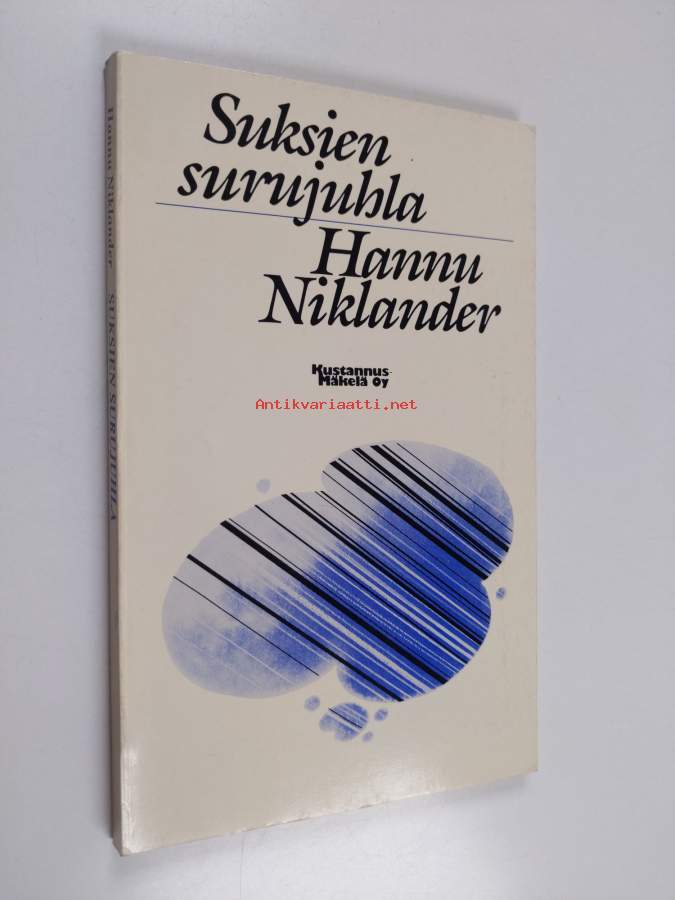 Suksien
surujuhla
Hannu
Niklander
Kustannus-
Mäkelä Oy
Antikvariaatti.net
Hannu Niklander SUKSIEN SURUJUHLA